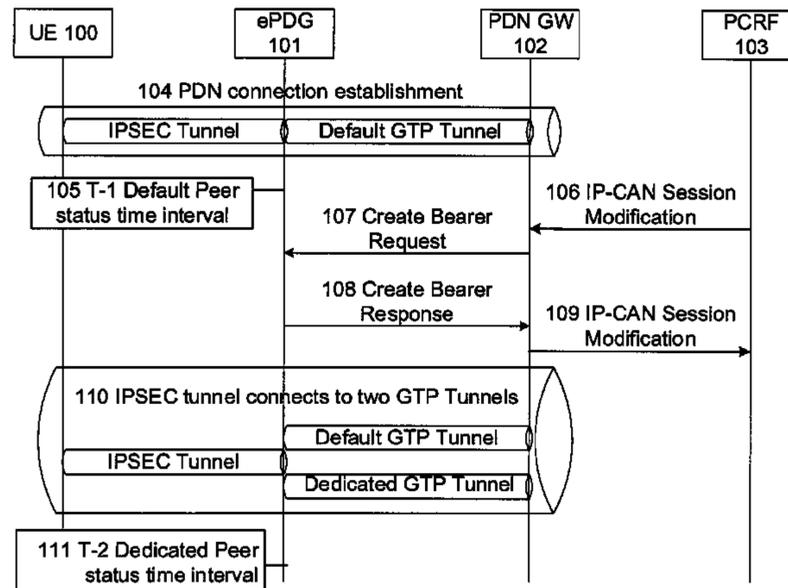 UE 100
ePDG
101
PDN GW
102
PCRF
103
104 PDN connection establishment
IPSEC Tunnel
Default GTP Tunnel
105 T-1 Default Peer
status time interval
106 IP-CAN Session
Modification
107 Create Bearer
Request
108 Create Bearer
Response
109 IP-CAN Session
Modification
110 IPSEC tunnel connects to two GTP Tunnels
Default GTP Tunnel
IPSEC Tunnel
Dedicated GTP Tunnel
111 T-2 Dedicated Peer
status time interval